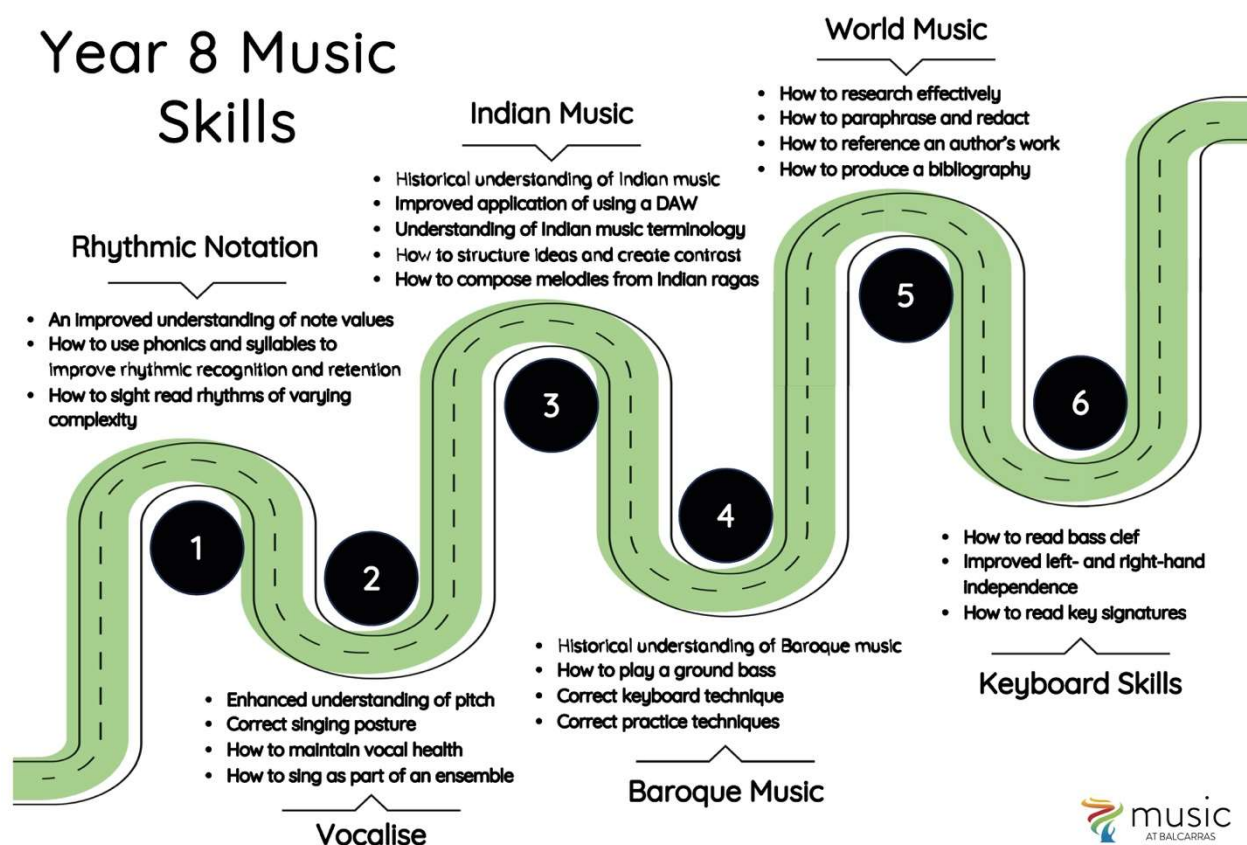 Year 8 Music
Skills
Rhythmic Notation
• An improved understanding of note values
• How to use phonics and syllables to
improve rhythmic recognition and retention
• How to sight read rhythms of varying
complexity
1
2
• Enhanced understanding of pitch
• Correct singing posture
• How to maintain vocal health
• How to sing as part of an ensemble
Vocalise
Indian Music
• Historical understanding of Indian music
• Improved application of using a DAW
• Understanding of Indian music terminology
• How to structure ideas and create contrast
• How to compose melodies from Indian ragas
3
4
• Historical understanding of Baroque music
• How to play a ground bass
• Correct keyboard technique
• Correct practice techniques
Baroque Music
World Music
• How to research effectively
• How to paraphrase and redact
• How to reference an author's work
• How to produce a bibliography
5
6
• How to read bass clef
• Improved left- and right-hand
independence
• How to read key signatures
Keyboard Skills
music
AT BALCARRAS